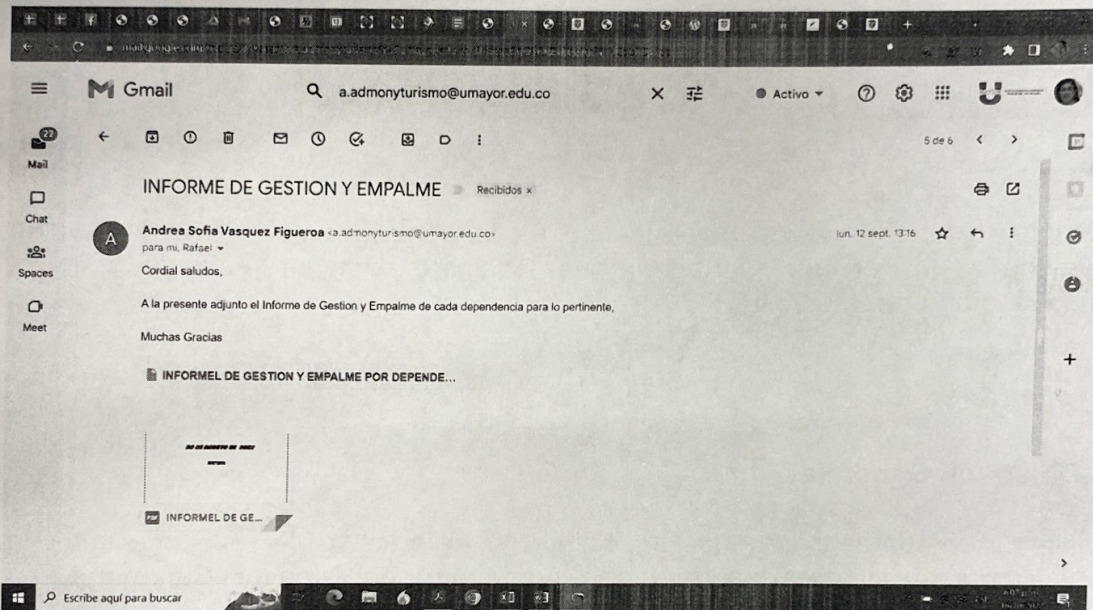 Gmail
a.admonyturismo@umayor.edu.co
Activo
22
Mail
5 de 6
INFORME DE GESTION Y EMPALME
Recibidos x
Chat
A
Andrea Sofia Vasquez Figueroa <a.admonyturismo@umayor.edu.co>
lun. 12 sept. 13:16
para mi, Rafael
Spaces
Cordial saludos,
A la presente adjunto el Informe de Gestion y Empalme de cada dependencia para lo pertinente,
Meet
Muchas Gracias
INFORMEL DE GESTION Y EMPALME POR DEPENDE...
PDF
INFORMEL DE GE...
Escribe aquí para buscar